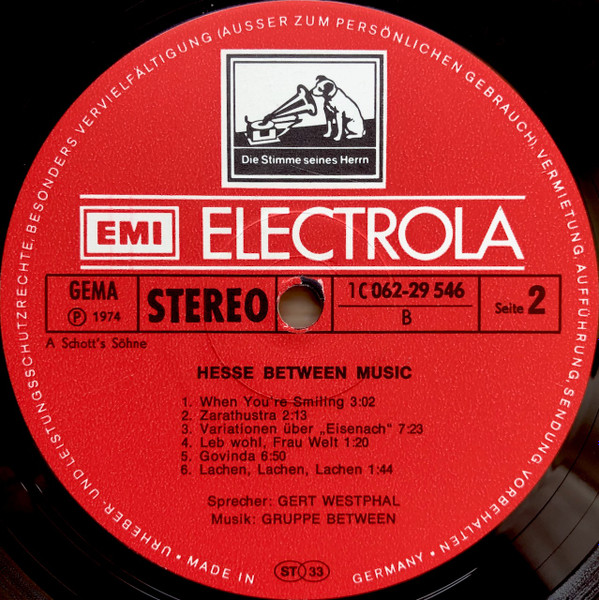 URHEBER- UND LEISTUNGSSCHUTZRECHTE, BESONDERS VERVIELFÄLTIGUNG (AUSSER ZUM PERSÖNLICHEN GEBRAUCH), VERMIETUNG, AUFFÜHRUNG, SENDUNG VORBEHALTEN • MADE IN GERMANY •
Die Stimme seines Herrn
EMI ELECTROLA
GEMA
Ⓟ 1974
STEREO
1C 062-29 546
B
Seite 2
A Schott's Söhne
HESSE BETWEEN MUSIC
1. When You're Smiling 3:02
2. Zarathustra 2:13
3. Variationen über „Eisenach" 7:23
4. Leb wohl, Frau Welt 1:20
5. Govinda 6:50
6. Lachen, Lachen, Lachen 1:44
Sprecher: GERT WESTPHAL
Musik: GRUPPE BETWEEN
ST 33